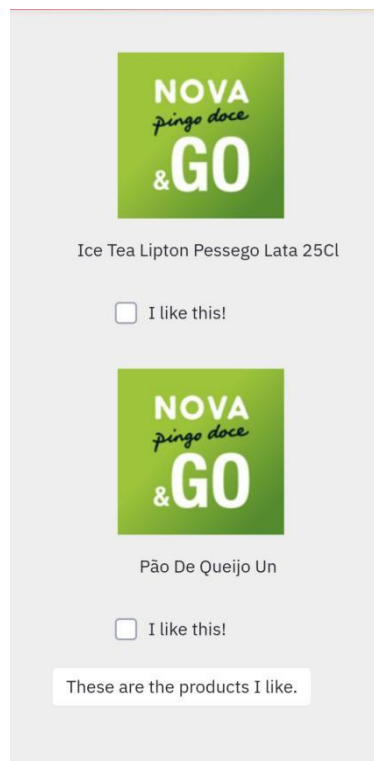 NOVA
pingo doce
&GO
Ice Tea Lipton Pessego Lata 25Cl
I like this!
NOVA
pingo doce
&GO
Pão De Queijo Un
I like this!
These are the products I like.